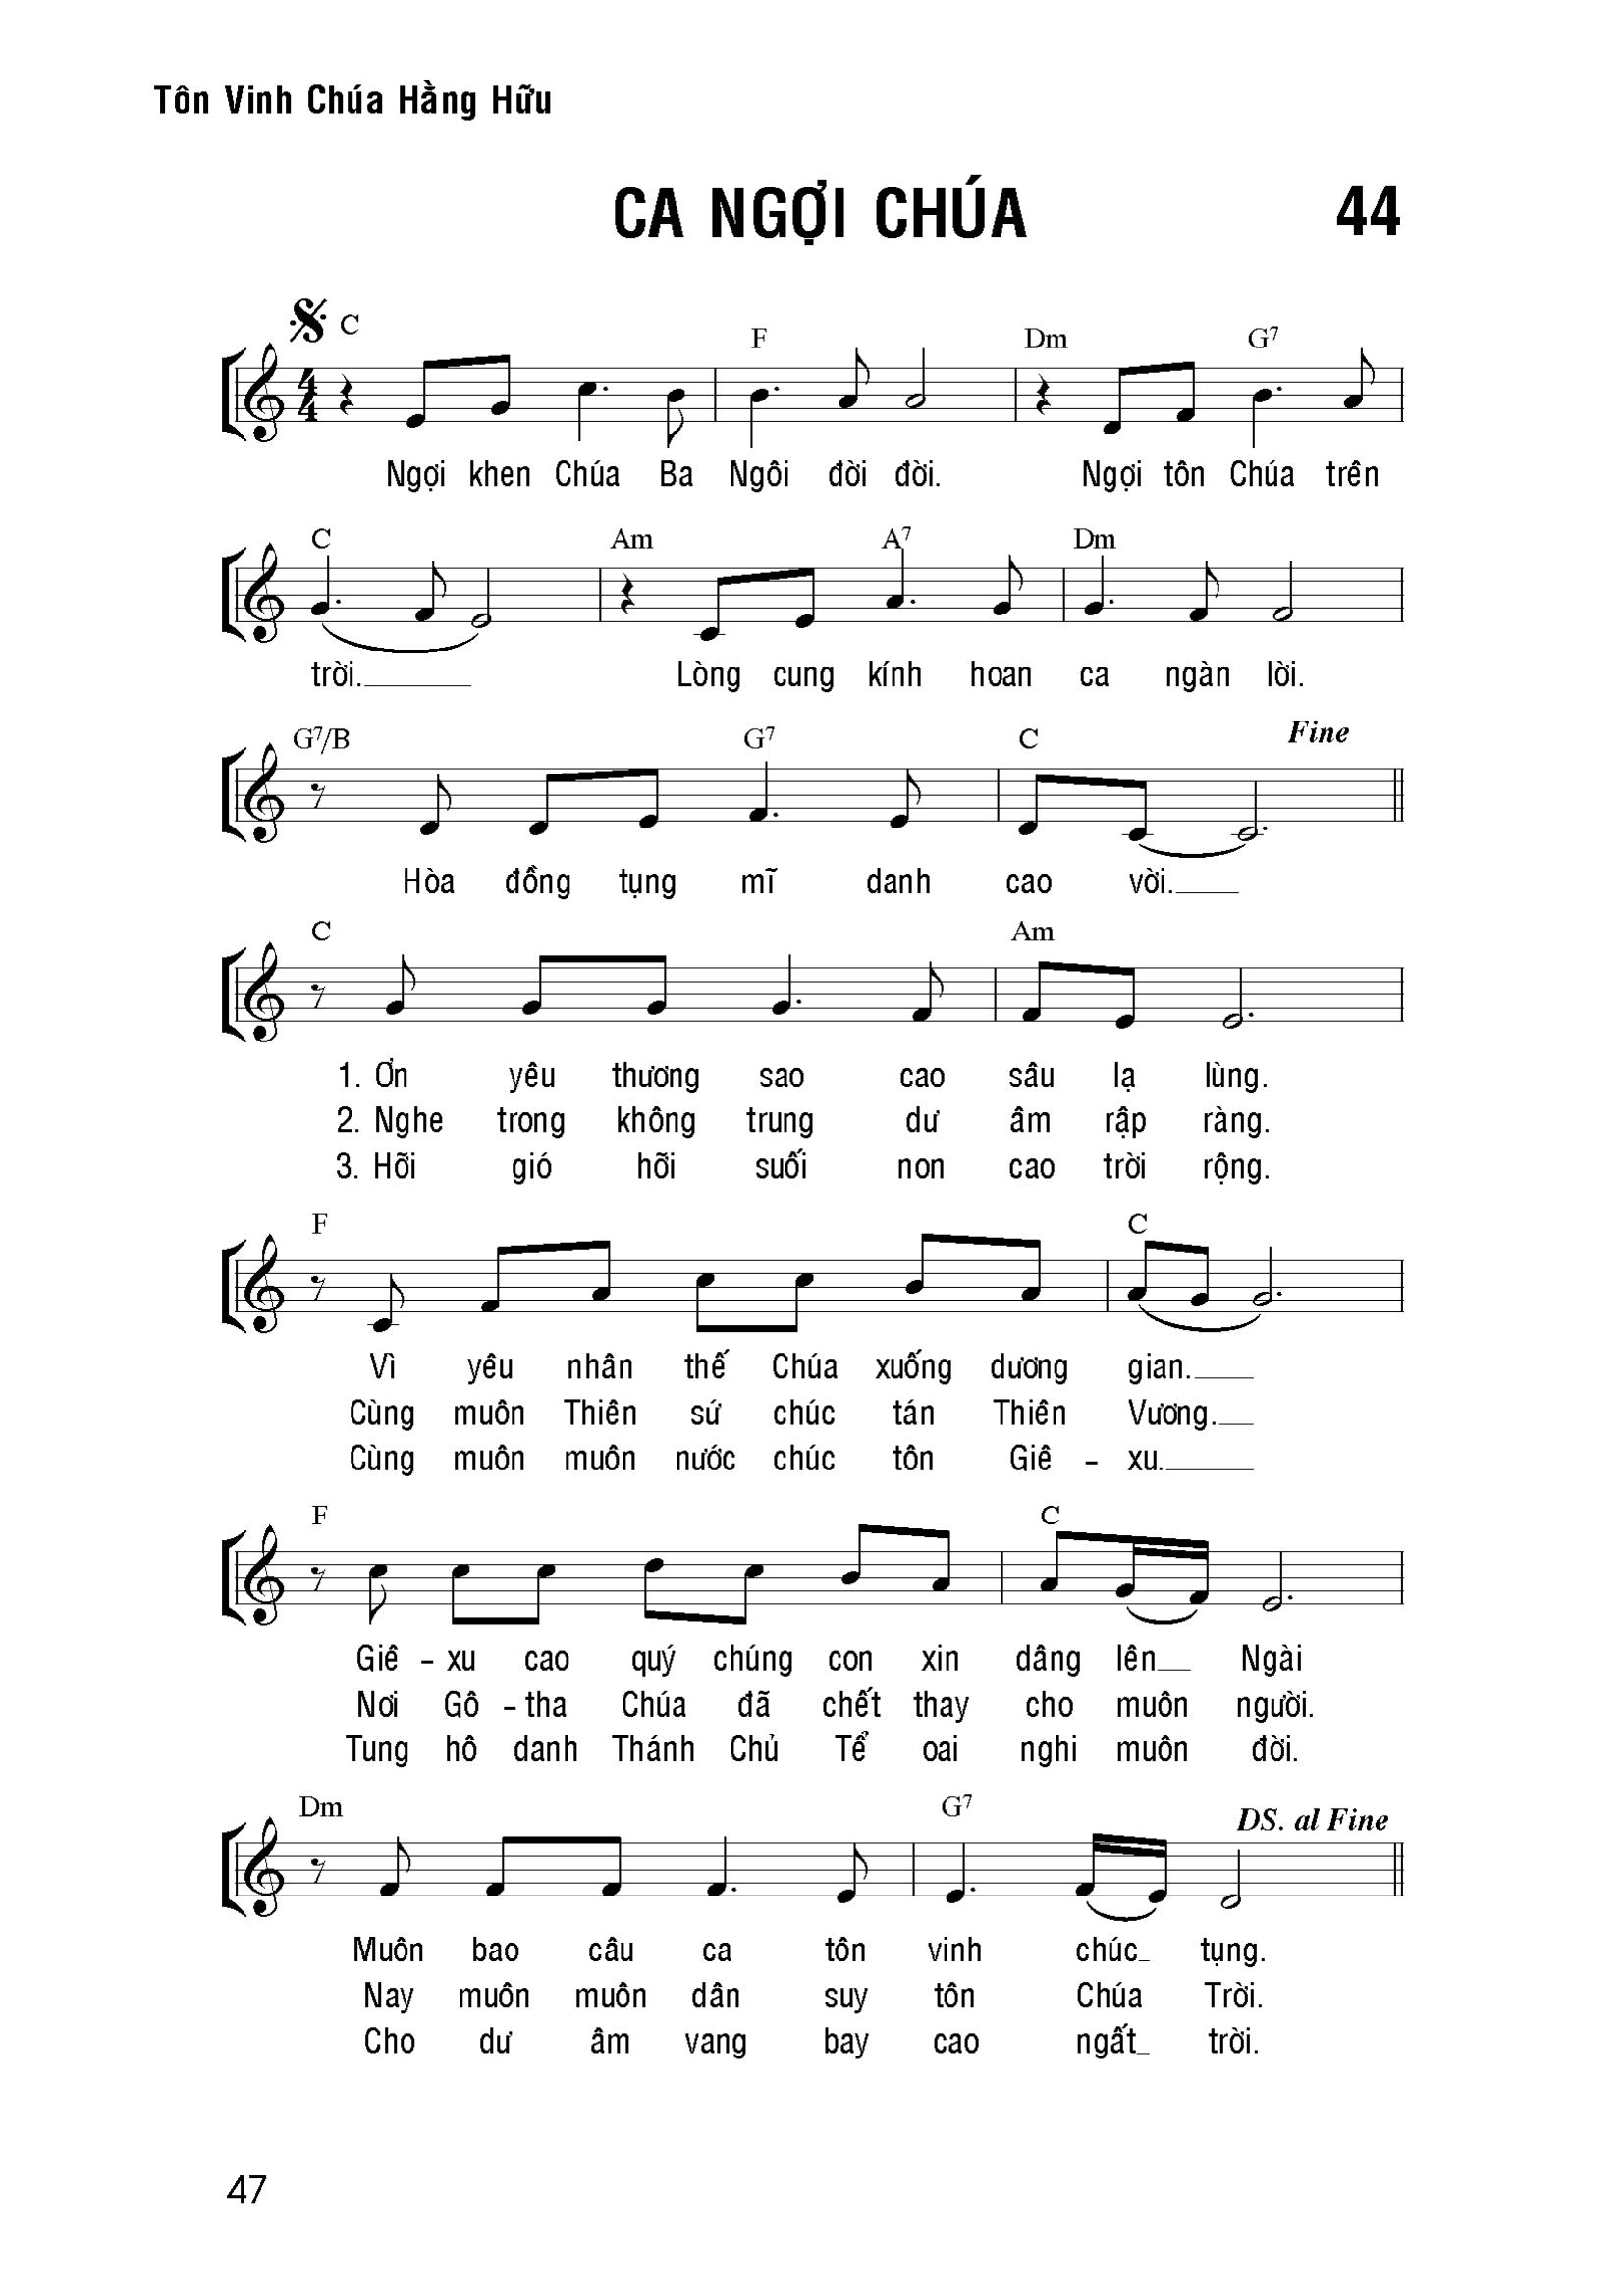 Tôn Vinh Chúa Hằng Hữu
CA NGỢI CHÚA 44
C F Dm G7
4
4
Ngợi khen Chúa Ba Ngôi đời đời. Ngợi tôn Chúa trên
C Am A7 Dm
trời. Lòng cung kính hoan ca ngàn lời.
G7/B G7 C Fine
Hòa đồng tụng mĩ danh cao vời.
C Am
1. Ơn yêu thương sao cao sâu lạ lùng.
2. Nghe trong không trung dư âm rập ràng.
3. Hỡi gió hỡi suối non cao trời rộng.
F C
Vì yêu nhân thế Chúa xuống dương gian.
Cùng muôn Thiên sứ chúc tán Thiên Vương.
Cùng muôn muôn nước chúc tôn Giê - xu.
F C
Giê - xu cao quý chúng con xin dâng lên Ngài
Nơi Gô - tha Chúa đã chết thay cho muôn người.
Tung hô danh Thánh Chủ Tể oai nghi muôn đời.
Dm G7 DS. al Fine
Muôn bao câu ca tôn vinh chúc tụng.
Nay muôn muôn dân suy tôn Chúa Trời.
Cho dư âm vang bay cao ngất trời.
47